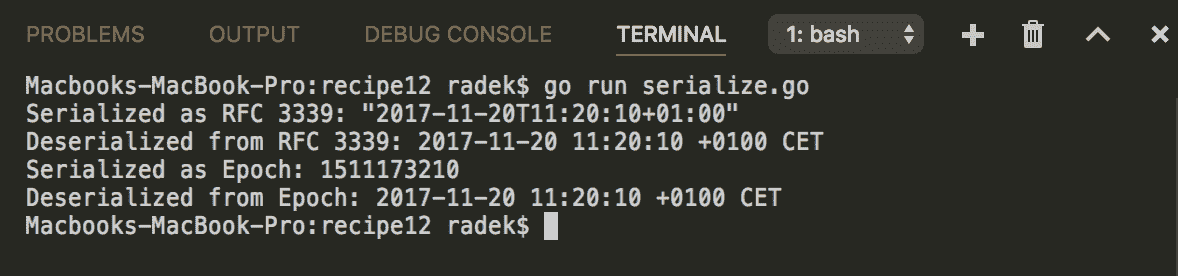 PROBLEMS OUTPUT DEBUG CONSOLE TERMINAL 1: bash
Macbooks-MacBook-Pro:recipe12 radek$ go run serialize.go
Serialized as RFC 3339: "2017-11-20T11:20:10+01:00"
Deserialized from RFC 3339: 2017-11-20 11:20:10 +0100 CET
Serialized as Epoch: 1511173210
Deserialized from Epoch: 2017-11-20 11:20:10 +0100 CET
Macbooks-MacBook-Pro:recipe12 radek$